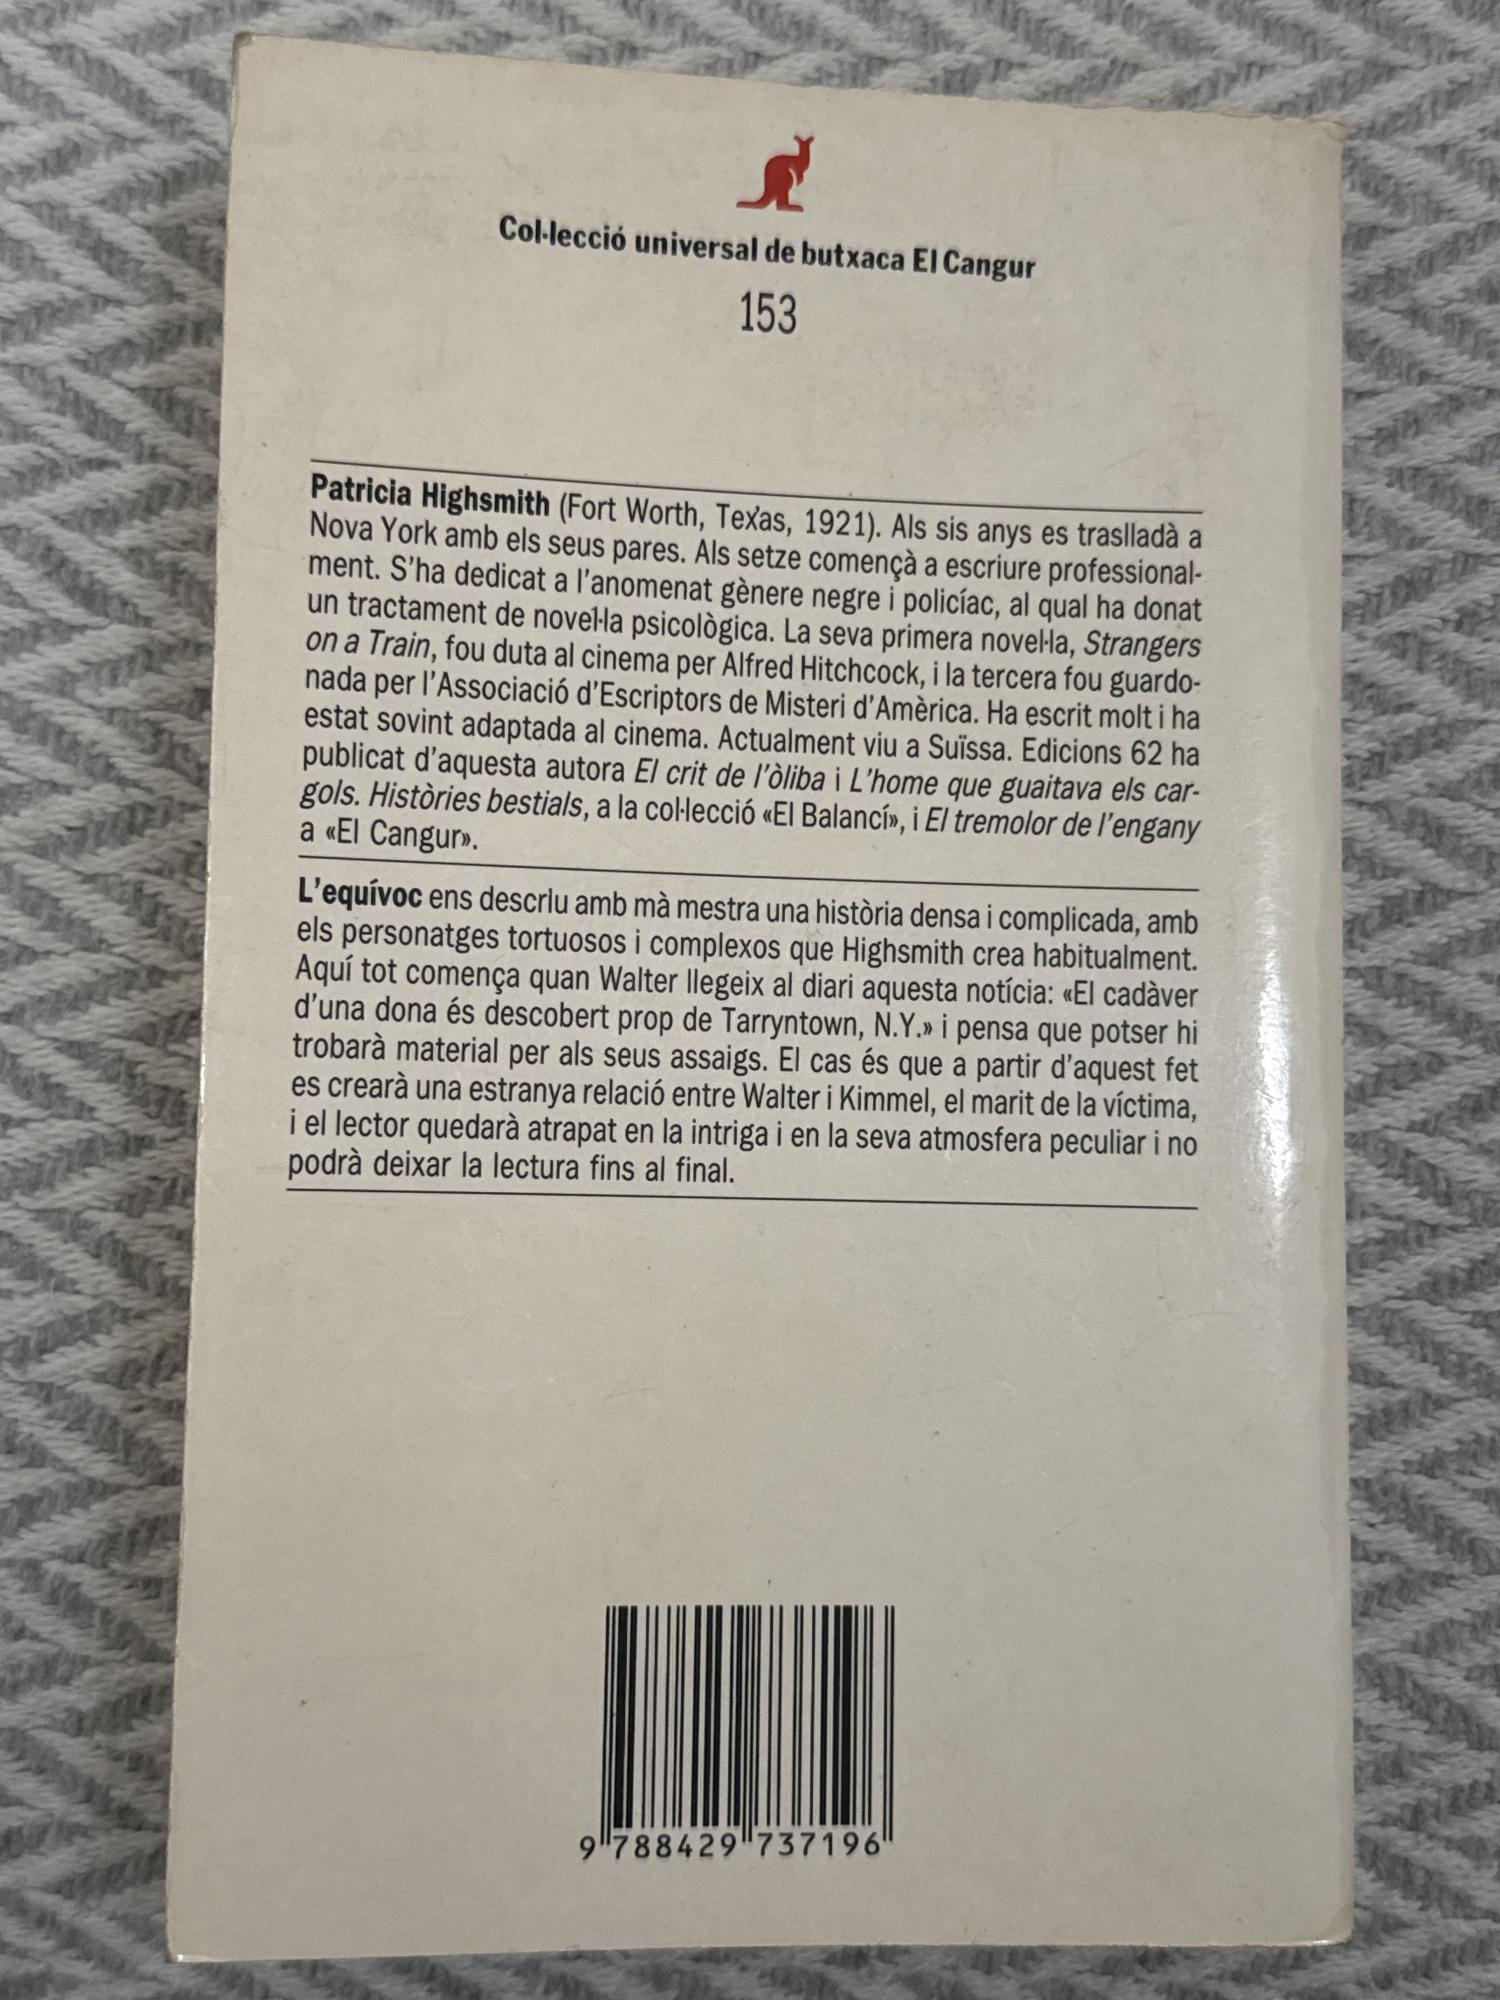 Col·lecció universal de butxaca El Cangur
153
Patricia Highsmith (Fort Worth, Texas, 1921). Als sis anys es traslladà a
Nova York amb els seus pares. Als setze començà a escriure professional-
ment. S'ha dedicat a l'anomenat gènere negre i policíac, al qual ha donat
un tractament de novel·la psicològica. La seva primera novel·la, Strangers
on a Train, fou duta al cinema per Alfred Hitchcock, i la tercera fou guardo-
nada per l'Associació d'Escriptors de Misteri d'Amèrica. Ha escrit molt i ha
estat sovint adaptada al cinema. Actualment viu a Suïssa. Edicions 62 ha
publicat d'aquesta autora El crit de l'òliba i L'home que guaitava els car-
gols. Històries bestials, a la col·lecció «El Balancí», i El tremolor de l'engany
a «El Cangur».
L'equívoc ens descriu amb mà mestra una història densa i complicada, amb
els personatges tortuosos i complexos que Highsmith crea habitualment.
Aquí tot comença quan Walter llegeix al diari aquesta notícia: «El cadàver
d'una dona és descobert prop de Tarryntown, N.Y.» i pensa que potser hi
trobarà material per als seus assaigs. El cas és que a partir d'aquest fet
es crearà una estranya relació entre Walter i Kimmel, el marit de la víctima,
i el lector quedarà atrapat en la intriga i en la seva atmosfera peculiar i no
podrà deixar la lectura fins al final.
9 788429 737196